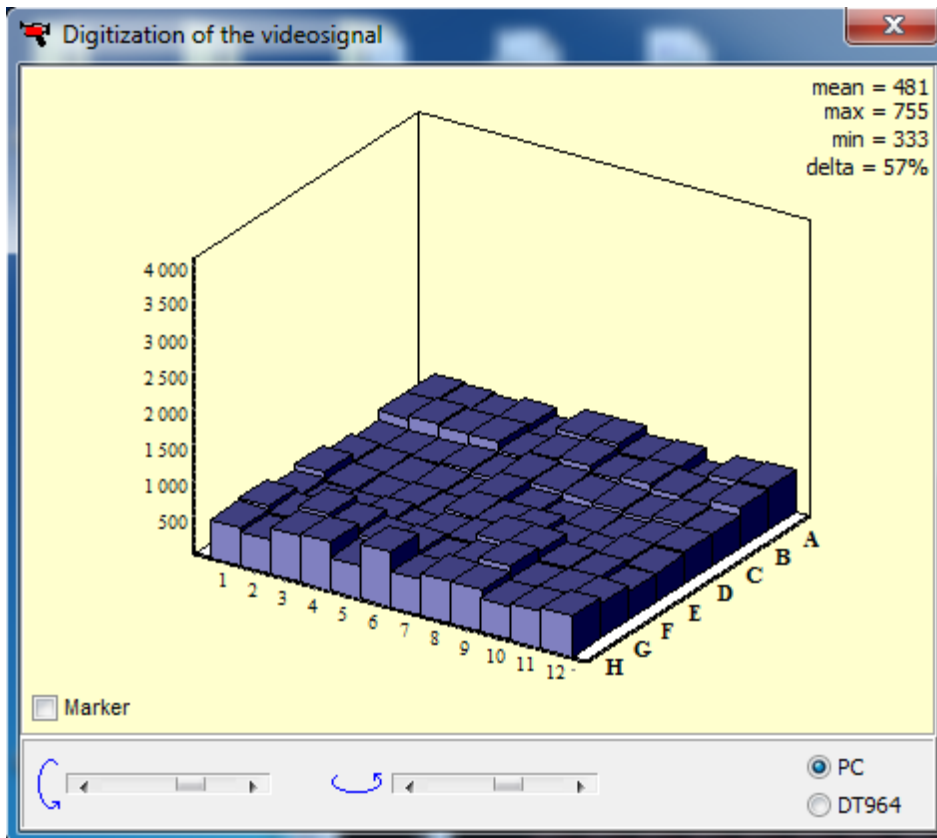 Digitization of the videosignal
mean = 481
max = 755
min = 333
delta = 57%
4 000
3 500
3 000
2 500
2 000
1 500
1 000
500
1 2 3 4 5 6 7 8 9 10 11 12
H G F E D C B A
Marker
PC
DT964